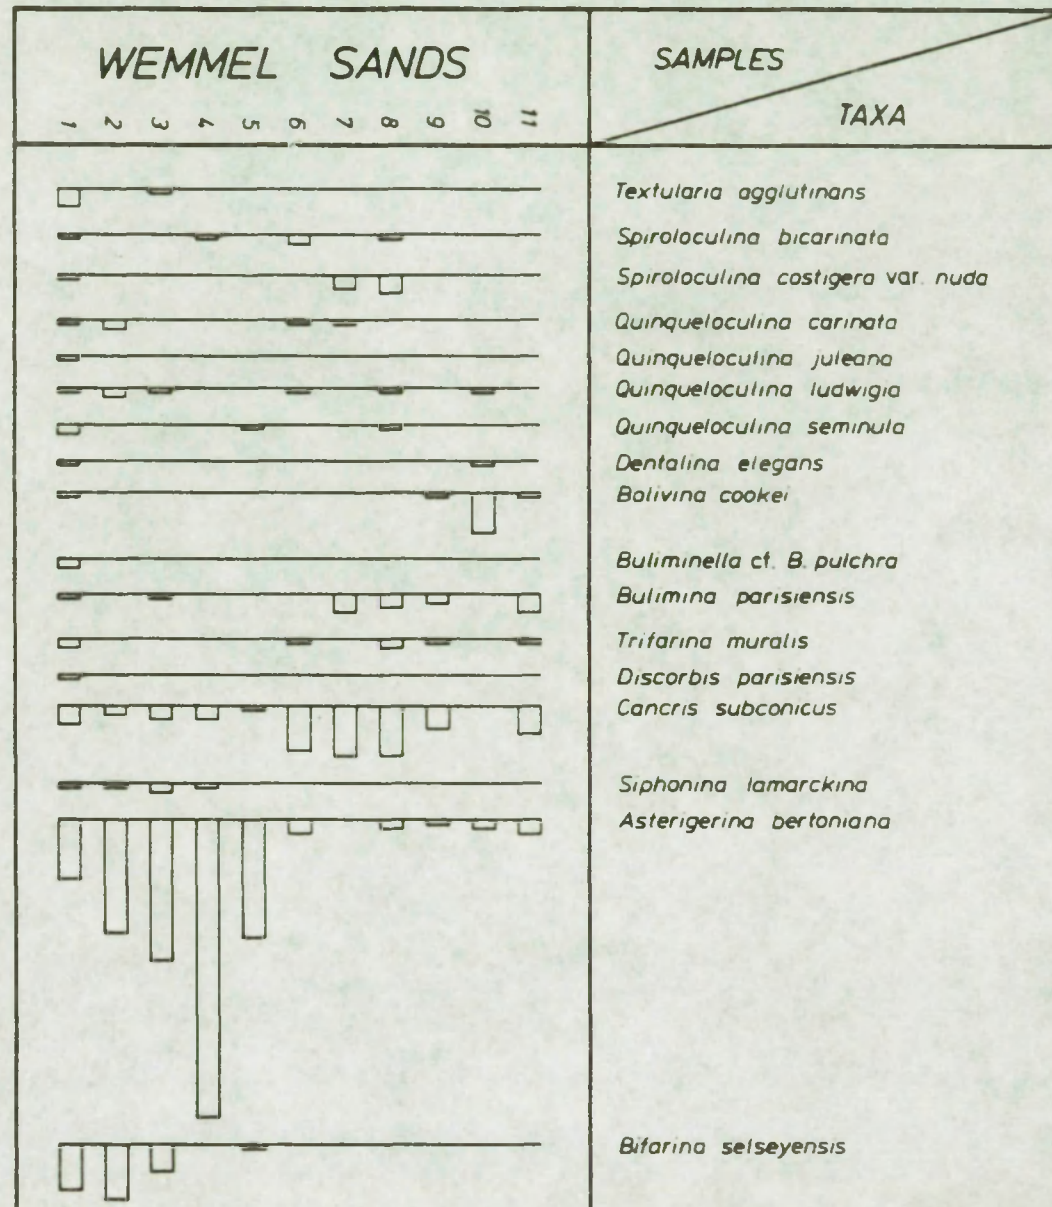 WEMMEL SANDS
SAMPLES
TAXA
1 2 3 4 5 6 7 8 9 10 11
Textularia agglutinans
Spiroloculina bicarinata
Spiroloculina costigera var. nuda
Quinqueloculina carinata
Quinqueloculina juleana
Quinqueloculina ludwigia
Quinqueloculina seminula
Dentalina elegans
Bolivina cookei
Buliminella cf. B. pulchra
Bulimina parisiensis
Trifarina muralis
Discorbis parisiensis
Cancris subconicus
Siphonina lamarckina
Asterigerina bertoniana
Bifarina selseyensis